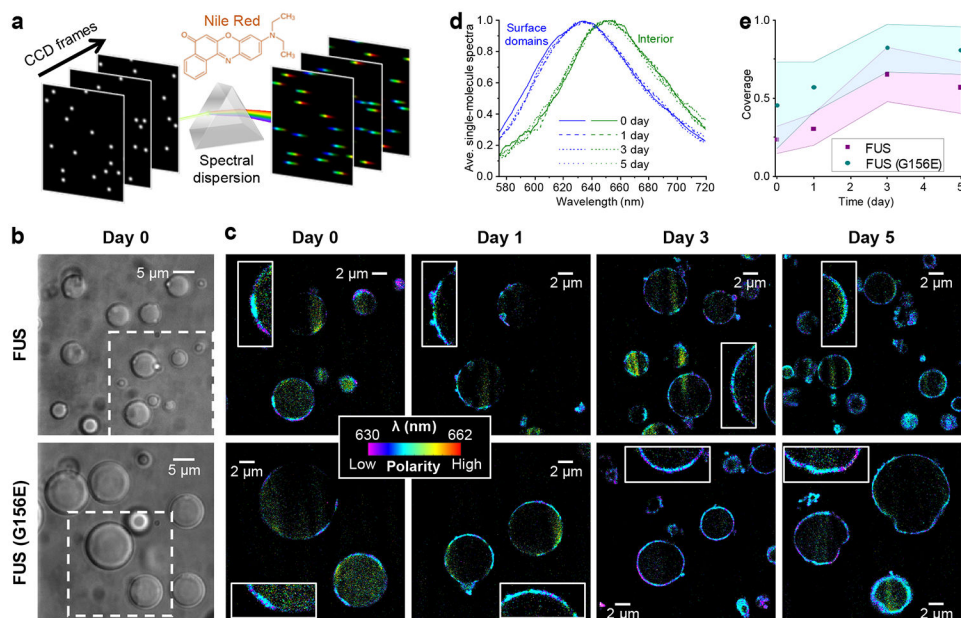 a
CCD frames
Nile Red
CH₃
N
CH₃
O
O
N
Spectral
dispersion
d
Ave. single-molecule spectra
1.0
0.8
0.6
0.4
0.2
0.0
Surface
domains
Interior
0 day
1 day
3 day
5 day
575 600 620 640 660 680 700 720
Wavelength (nm)
e
Coverage
1.0
0.5
0.0
FUS
FUS (G156E)
0 1 3 4 5
Time (day)
b
Day 0
c
Day 0
Day 1
Day 3
Day 5
FUS
5 µm
2 µm
2 µm
2 µm
2 µm
λ (nm)
630 662
Low Polarity High
FUS (G156E)
5 µm
2 µm
2 µm
2 µm
2 µm